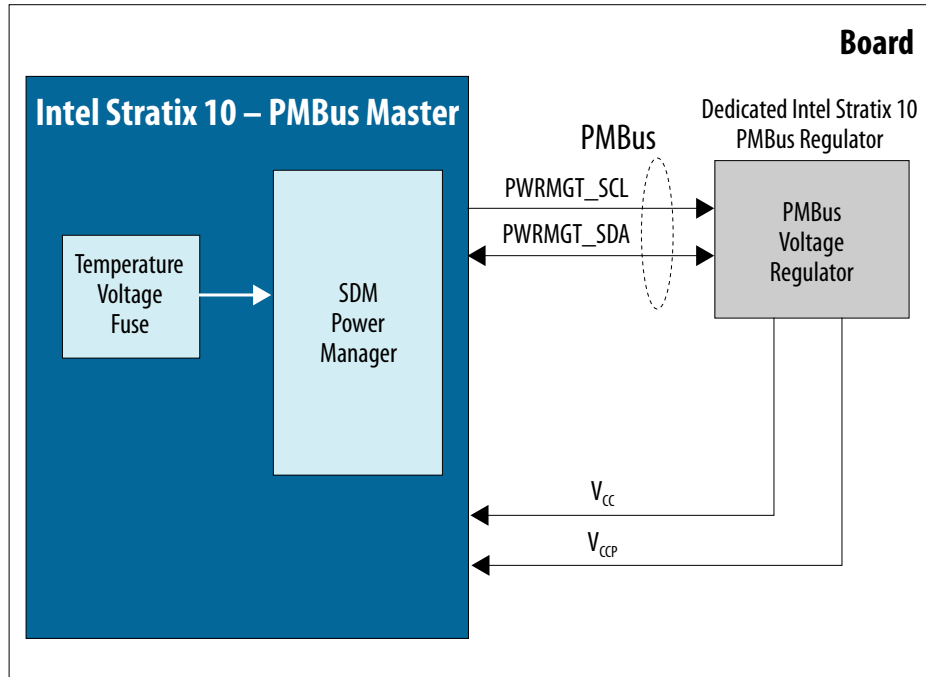 Board
Intel Stratix 10 – PMBus Master
Dedicated Intel Stratix 10
PMBus Regulator
PMBus
PWRMGT_SCL
PWRMGT_SDA
PMBus
Voltage
Regulator
Temperature
Voltage
Fuse
SDM
Power
Manager
VCC
VCCP